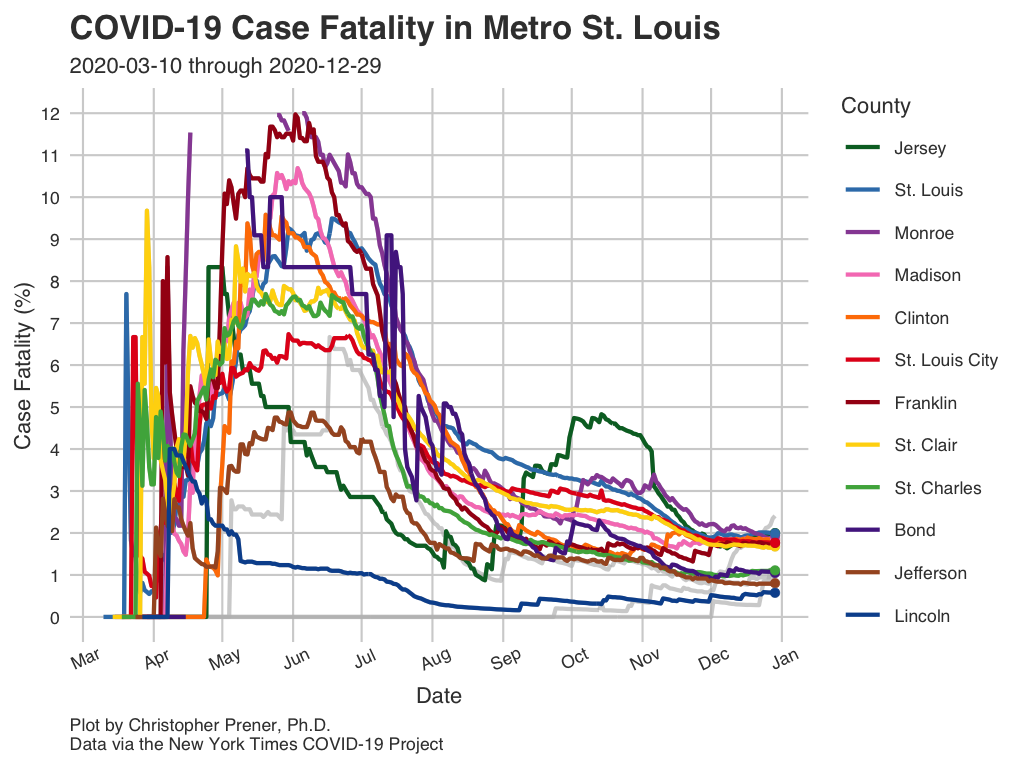 COVID-19 Case Fatality in Metro St. Louis
2020-03-10 through 2020-12-29
Case Fatality (%)
12
11
10
9
8
7
6
5
4
3
2
1
0
Mar Apr May Jun Jul Aug Sep Oct Nov Dec Jan
Date
County
Jersey
St. Louis
Monroe
Madison
Clinton
St. Louis City
Franklin
St. Clair
St. Charles
Bond
Jefferson
Lincoln
Plot by Christopher Prener, Ph.D.
Data via the New York Times COVID-19 Project